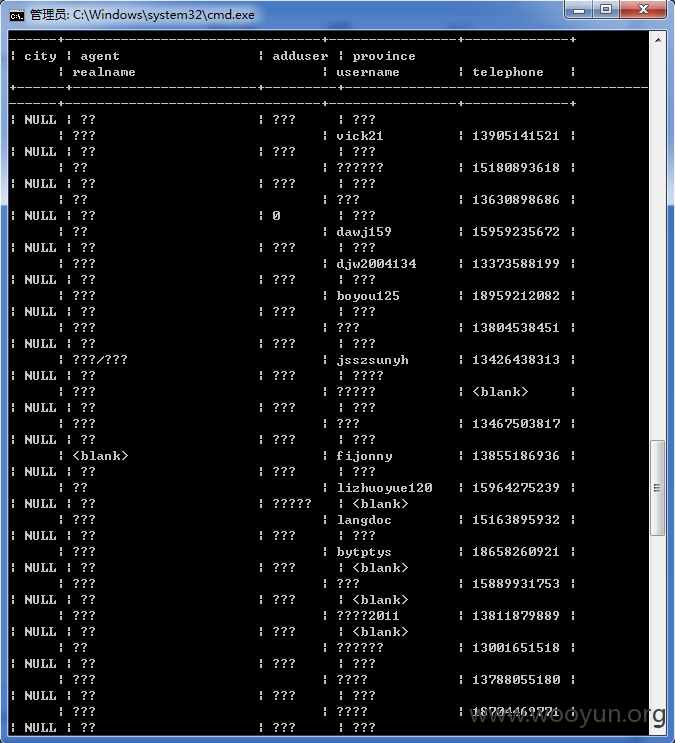 管理员: C:\Windows\system32\cmd.exe
------+--------------------------------+----------------+--------------+
| city | agent | adduser | province
| realname | username | telephone |
+------+-----------------------+---------+--------------------------------------
------+--------------------------------+----------------+--------------+
| NULL | ?? | ??? | ???
| ??? | vick21 | 13905141521 |
| NULL | ?? | ??? | ???
| ?? | ?????? | 15180893618 |
| NULL | ?? | ??? | ???
| ?? | ??? | 13630898686 |
| NULL | ?? | 0 | ???
| ?? | dawj159 | 15959235672 |
| NULL | ?? | ??? | ???
| ??? | djw2004134 | 13373588199 |
| NULL | ?? | ??? | ???
| ??? | boyou125 | 18959212082 |
| NULL | ?? | ??? | ???
| ??? | ??? | 13804538451 |
| NULL | ?? | ??? | ???
| ???/??? | jsszsunyh | 13426438313 |
| NULL | ?? | ??? | ????
| ??? | ????? | <blank> |
| NULL | ?? | ??? | ???
| ??? | ??? | 13467503817 |
| NULL | ?? | ??? | ???
| <blank> | fijonny | 13855186936 |
| NULL | ?? | ??? | ???
| ?? | lizhuoyue120 | 15964275239 |
| NULL | ?? | ????? | <blank>
| ??? | langdoc | 15163895932 |
| NULL | ?? | ??? | ???
| ??? | bytptys | 18658260921 |
| NULL | ?? | ??? | <blank>
| ??? | ??? | 15889931753 |
| NULL | ?? | ??? | <blank>
| ??? | ????2011 | 13811879889 |
| NULL | ?? | ??? | <blank>
| ?? | ?????? | 13001651518 |
| NULL | ?? | ??? | ???
| ??? | ???? | 13788055180 |
| NULL | ?? | ??? | ???
| ??? | ???? | 18704469771 |
| NULL | ?? | ??? | ???
www.wooyun.org